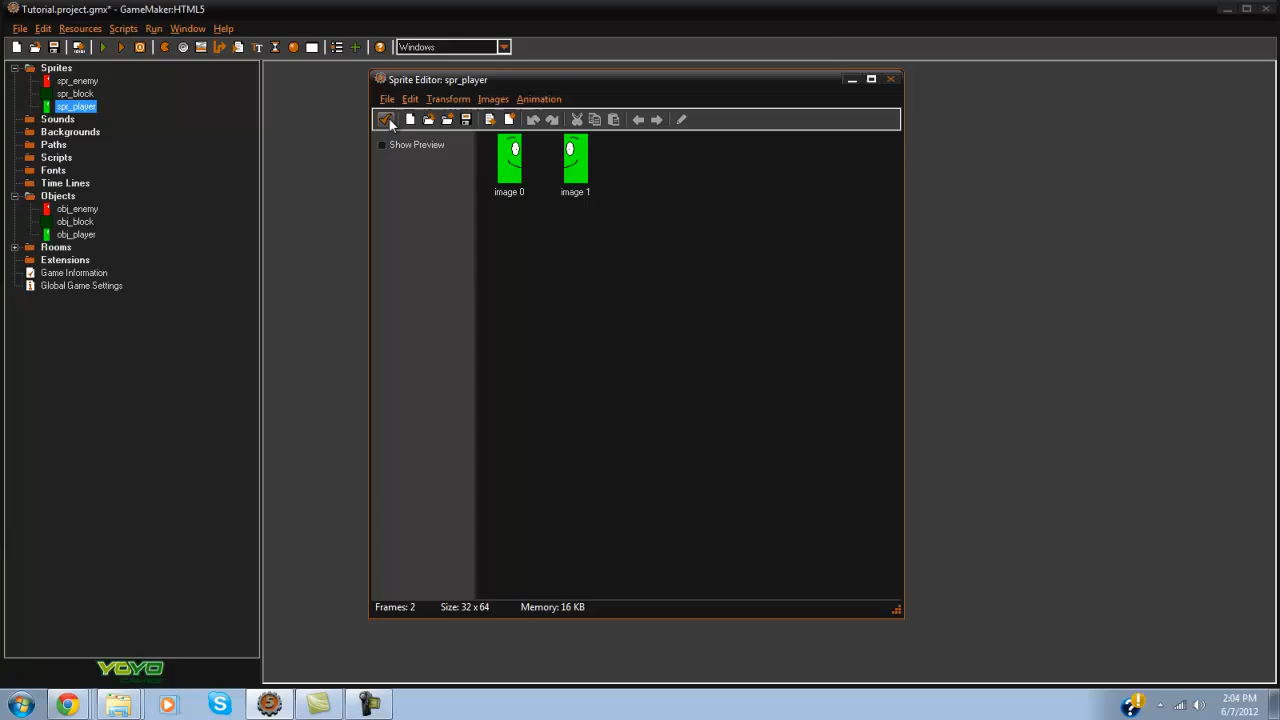 Tutorial.project.gmx* - GameMaker:HTML5
File Edit Resources Scripts Run Window Help
Windows
Sprites
spr_enemy
spr_block
spr_player
Sounds
Backgrounds
Paths
Scripts
Fonts
Time Lines
Objects
obj_enemy
obj_block
obj_player
Rooms
Extensions
Game Information
Global Game Settings
Sprite Editor: spr_player
File Edit Transform Images Animation
Show Preview
image 0 image 1
Frames: 2 Size: 32 x 64 Memory: 16 KB
YOYO
GAMES
2:04 PM
6/7/2012